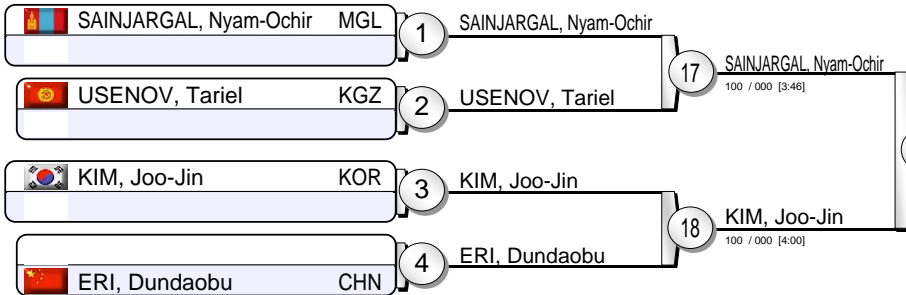 SAINJARGAL, Nyam-Ochir MGL
1
USENOV, Tariel KGZ
2
KIM, Joo-Jin KOR
3
ERI, Dundaobu CHN
4
SAINJARGAL, Nyam-Ochir
USENOV, Tariel
17
KIM, Joo-Jin
ERI, Dundaobu
18
SAINJARGAL, Nyam-Ochir
100 / 000 [3:46]
KIM, Joo-Jin
100 / 000 [4:00]